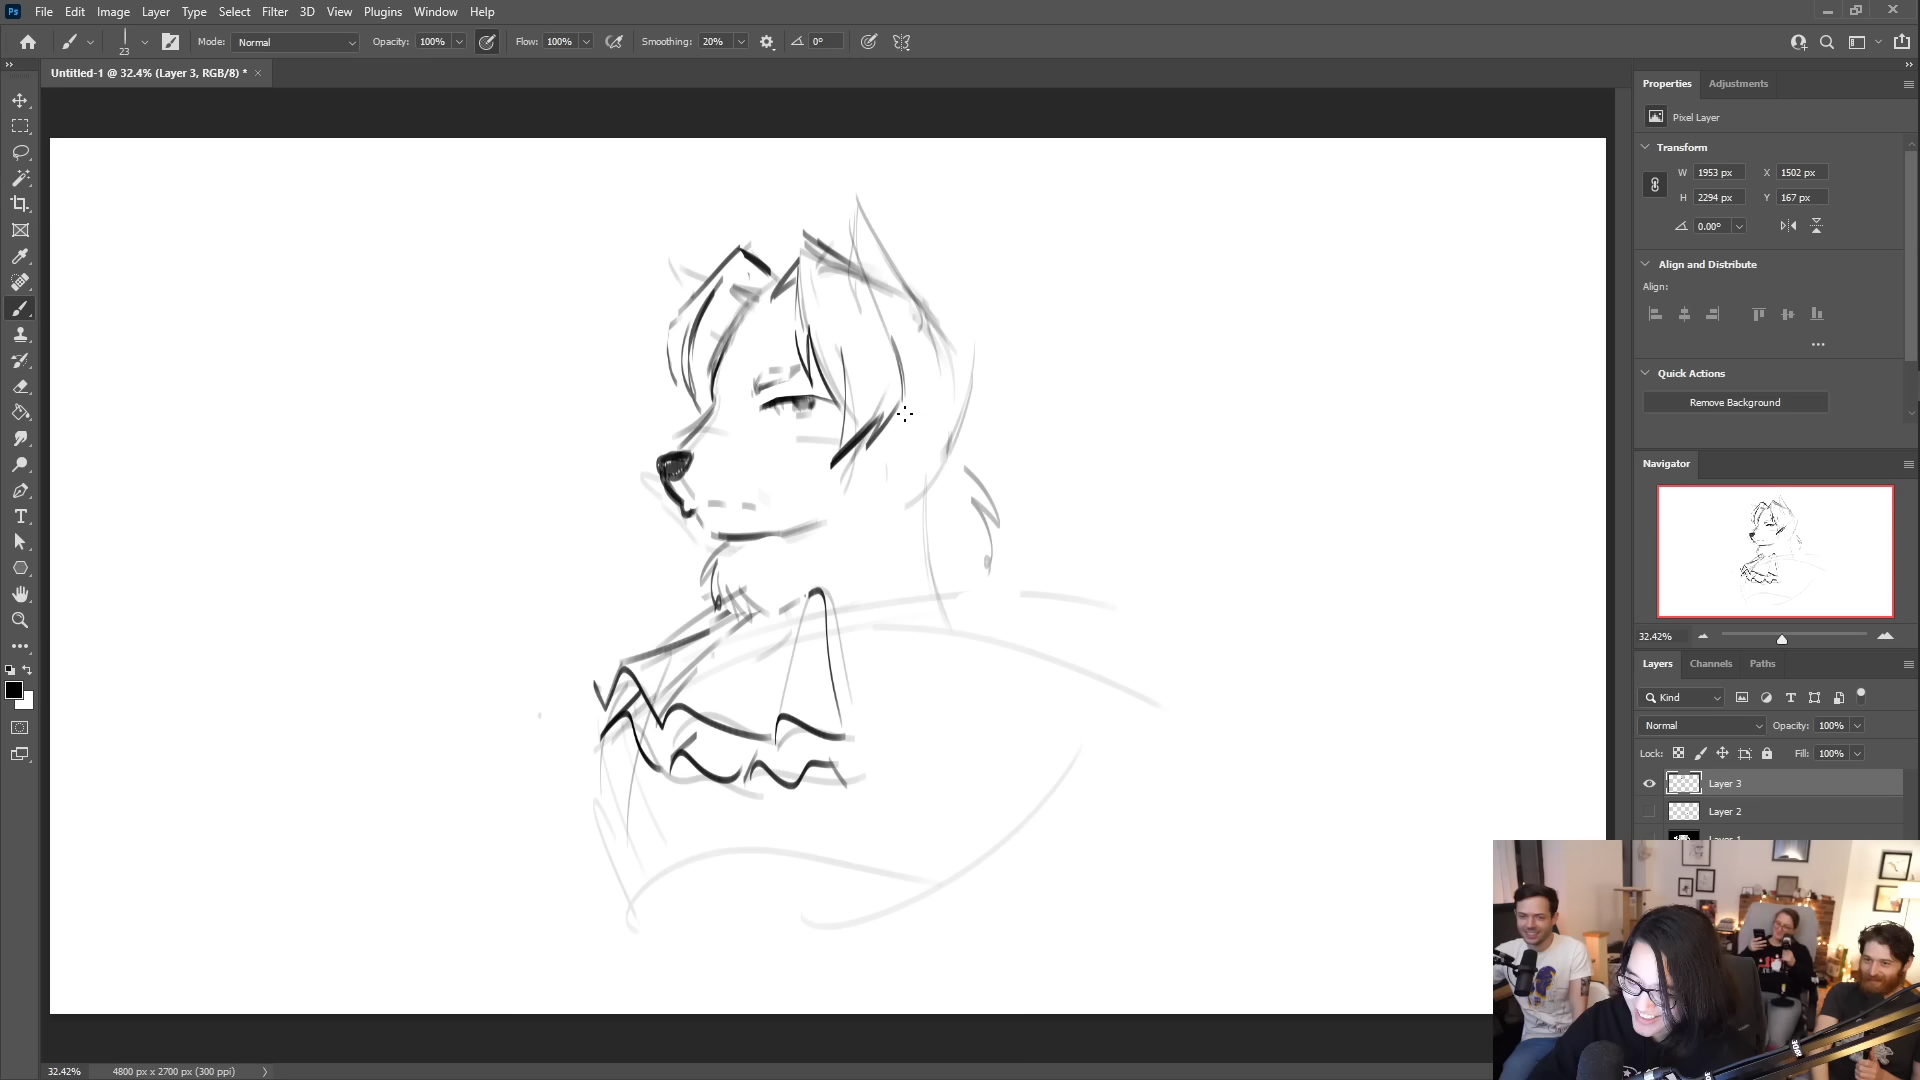 Ps File Edit Image Layer Type Select Filter 3D View Plugins Window Help
23 Mode: Normal Opacity: 100% Flow: 100% Smoothing: 20% 0°
Untitled-1 @ 32.4% (Layer 3, RGB/8) *
Properties Adjustments
Pixel Layer
Transform
W 1953 px X 1502 px
H 2294 px Y 167 px
0.00°
Align and Distribute
Align:
Quick Actions
Remove Background
Navigator
32.42%
Layers Channels Paths
Kind
Normal Opacity: 100%
Lock: Fill: 100%
Layer 3
Layer 2
Layer 1
32.42% 4800 px x 2700 px (300 ppi)